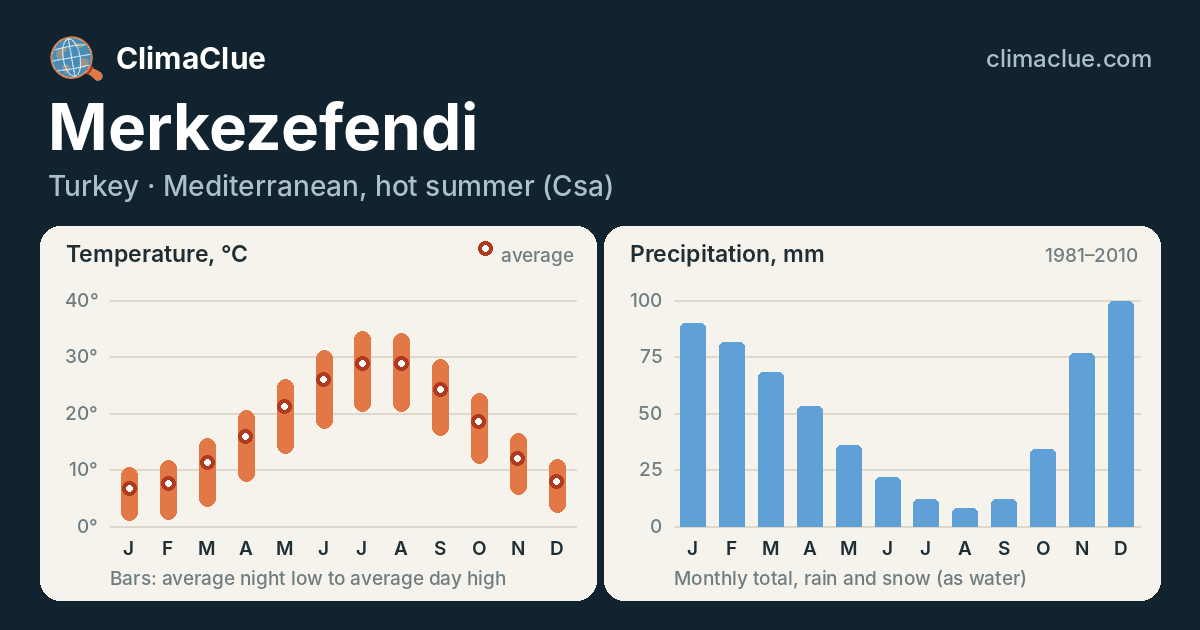 ClimaClue
climaclue.com
Merkezefendi
Turkey · Mediterranean, hot summer (Csa)
Temperature, °C
average
40°
30°
20°
10°
0°
J F M A M J J A S O N D
Bars: average night low to average day high
Precipitation, mm
1981–2010
100
75
50
25
0
J F M A M J J A S O N D
Monthly total, rain and snow (as water)